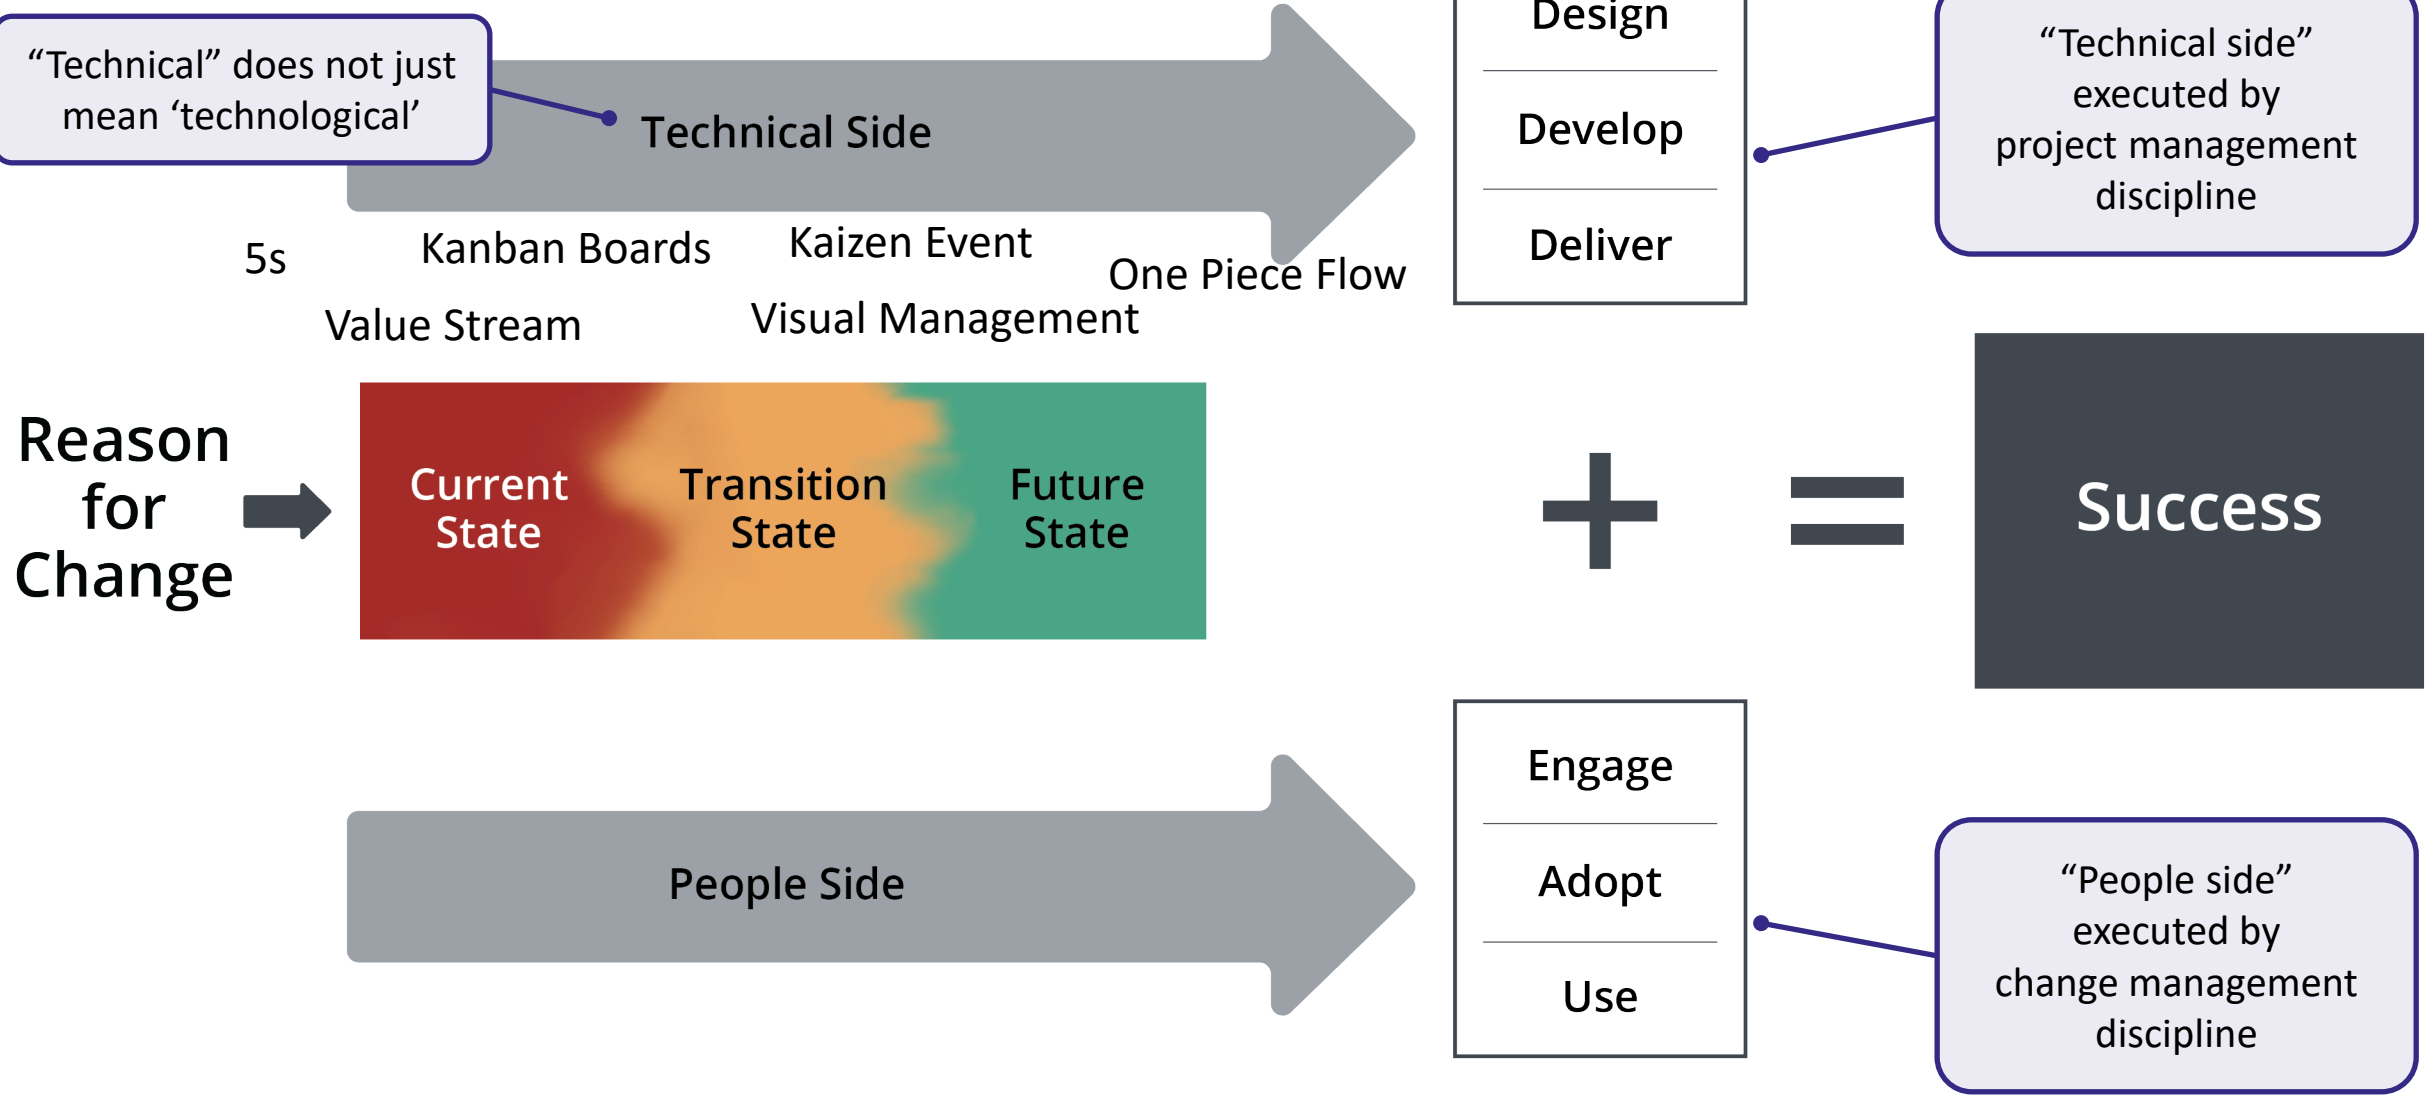 “Technical” does not just
mean ‘technological’
Technical Side
Design
Develop
Deliver
“Technical side”
executed by
project management
discipline
5s
Kanban Boards
Kaizen Event
One Piece Flow
Value Stream
Visual Management
Reason
for
Change
Current
State
Transition
State
Future
State
Success
People Side
Engage
Adopt
Use
“People side”
executed by
change management
discipline